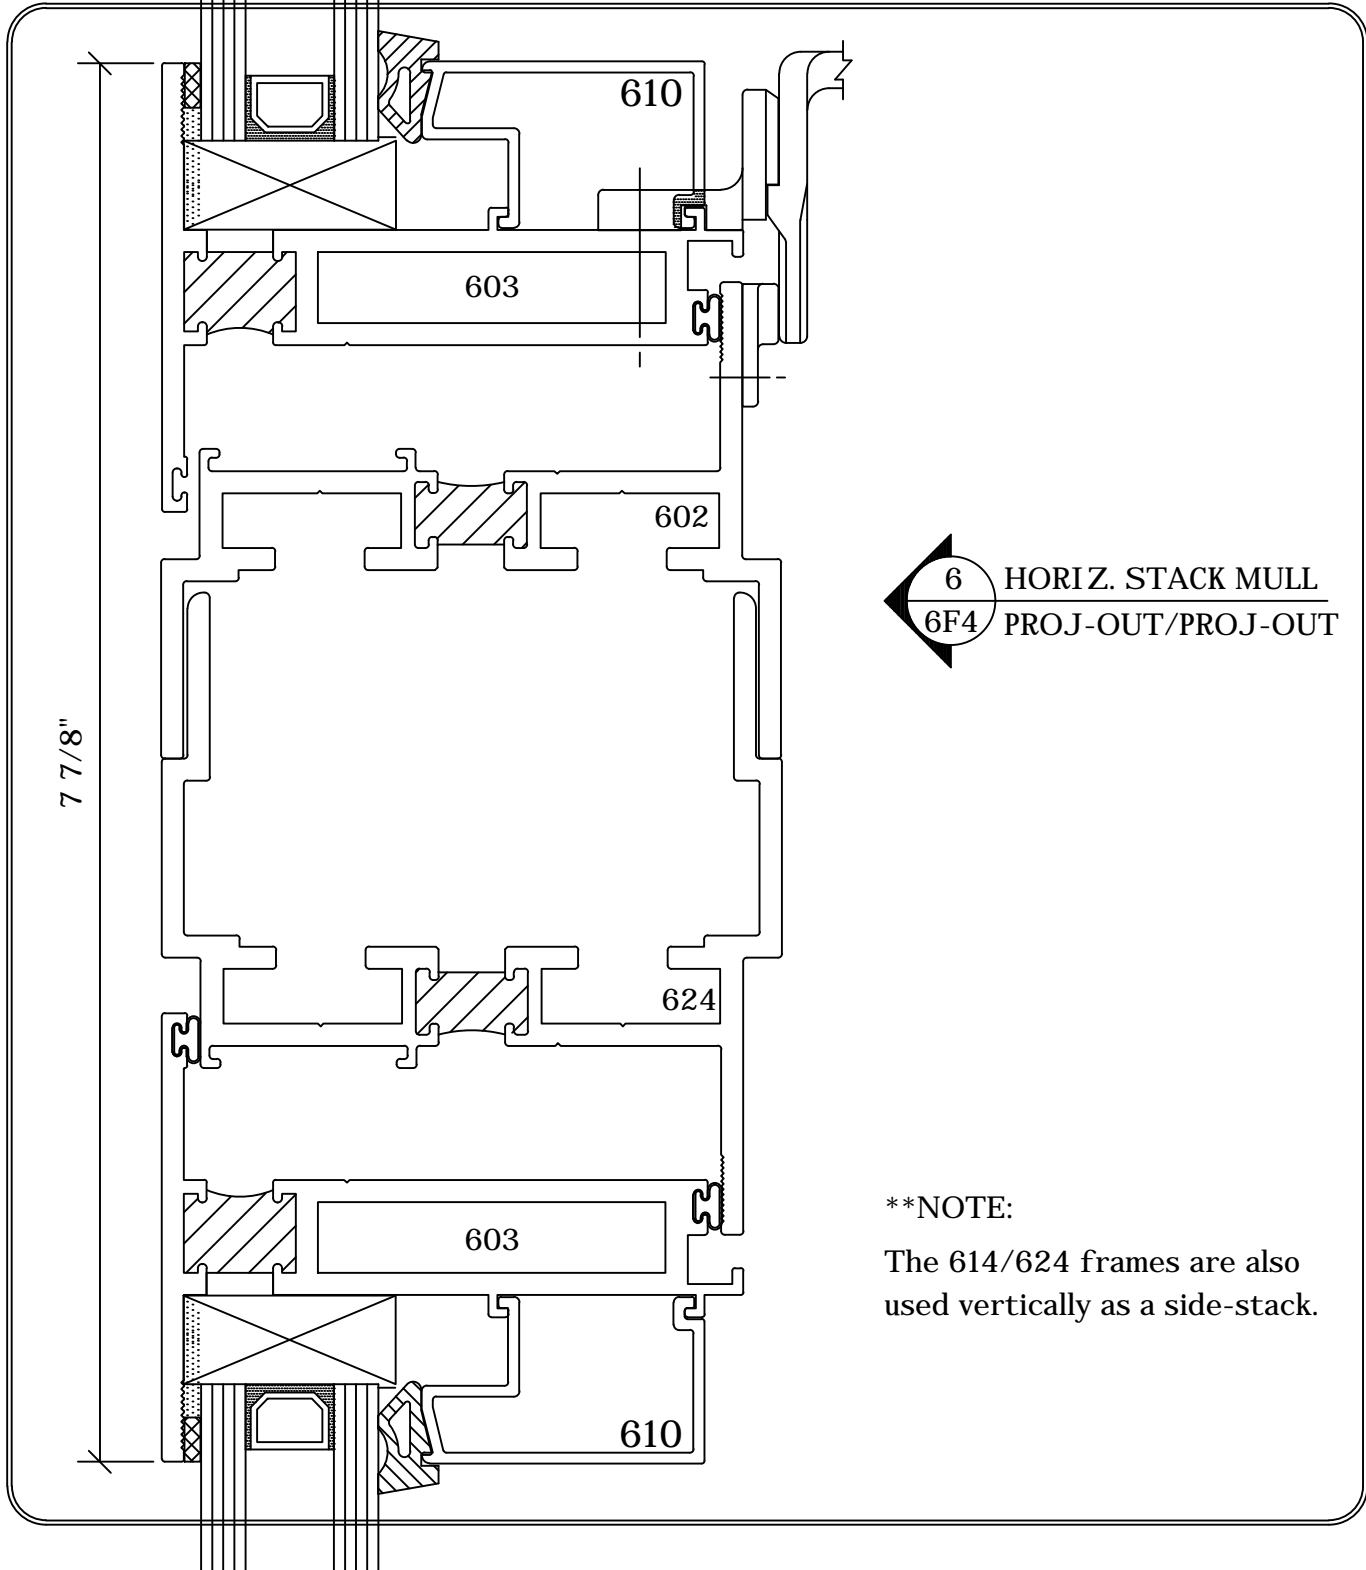 610
603
602
6 HORIZ. STACK MULL
6F4 PROJ-OUT/PROJ-OUT
7 7/8"
624
**NOTE:
The 614/624 frames are also
used vertically as a side-stack.
603
610